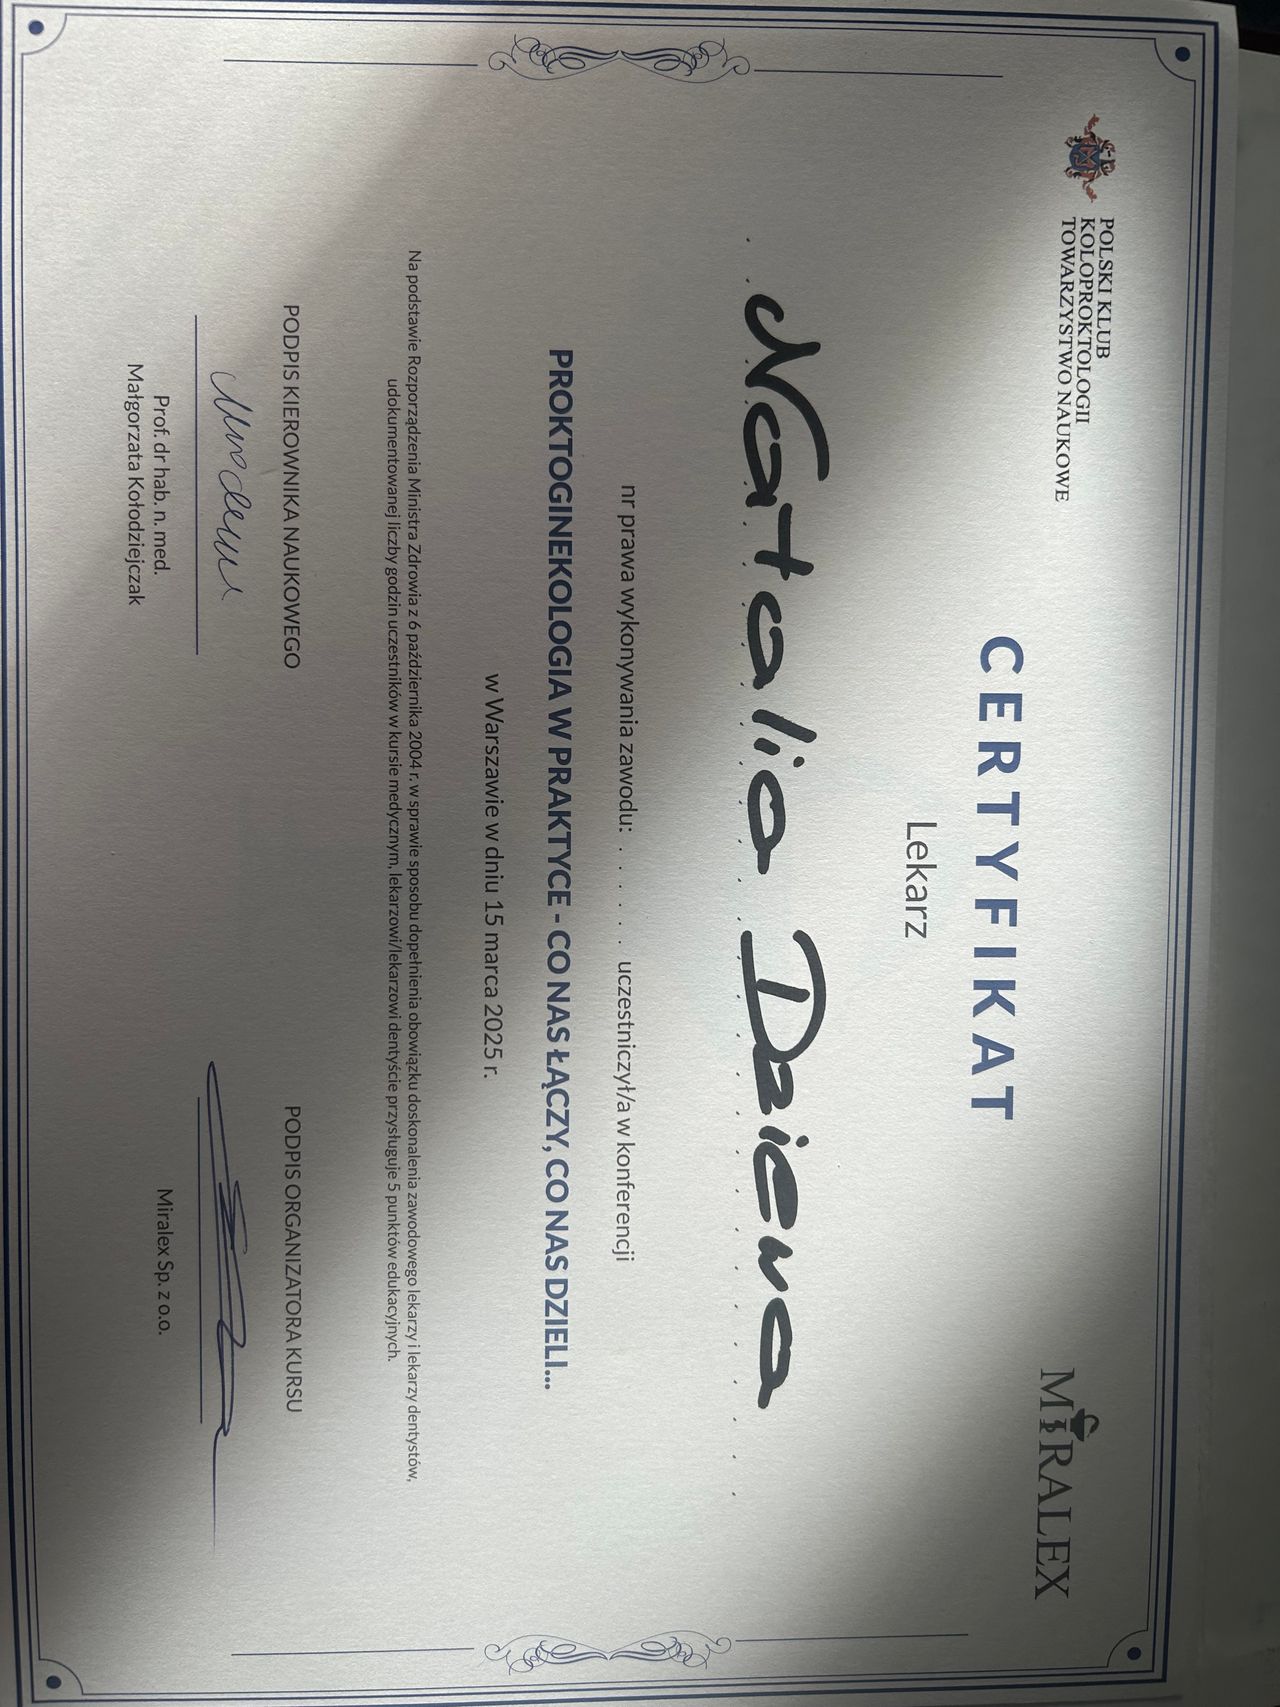 POLSKI KLUB
KOLOPROKTOLOGII
TOWARZYSTWO NAUKOWE
MIRALEX
CERTYFIKAT
Lekarz
Natalia Dziewa
nr prawa wykonywania zawodu: . . . . . . uczestniczył/a w konferencji
PROKTOGINEKOLOGIA W PRAKTYCE - CO NAS ŁĄCZY, CO NAS DZIELI...
w Warszawie w dniu 15 marca 2025 r.
Na podstawie Rozporządzenia Ministra Zdrowia z 6 października 2004 r. w sprawie sposobu dopełnienia obowiązku doskonalenia zawodowego lekarzy i lekarzy dentystów,
udokumentowanej liczby godzin uczestników w kursie medycznym, lekarzowi/lekarzowi dentyście przysługuje 5 punktów edukacyjnych.
PODPIS KIEROWNIKA NAUKOWEGO
Prof. dr hab. n. med.
Małgorzata Kołodziejczak
PODPIS ORGANIZATORA KURSU
Miralex Sp. z o.o.